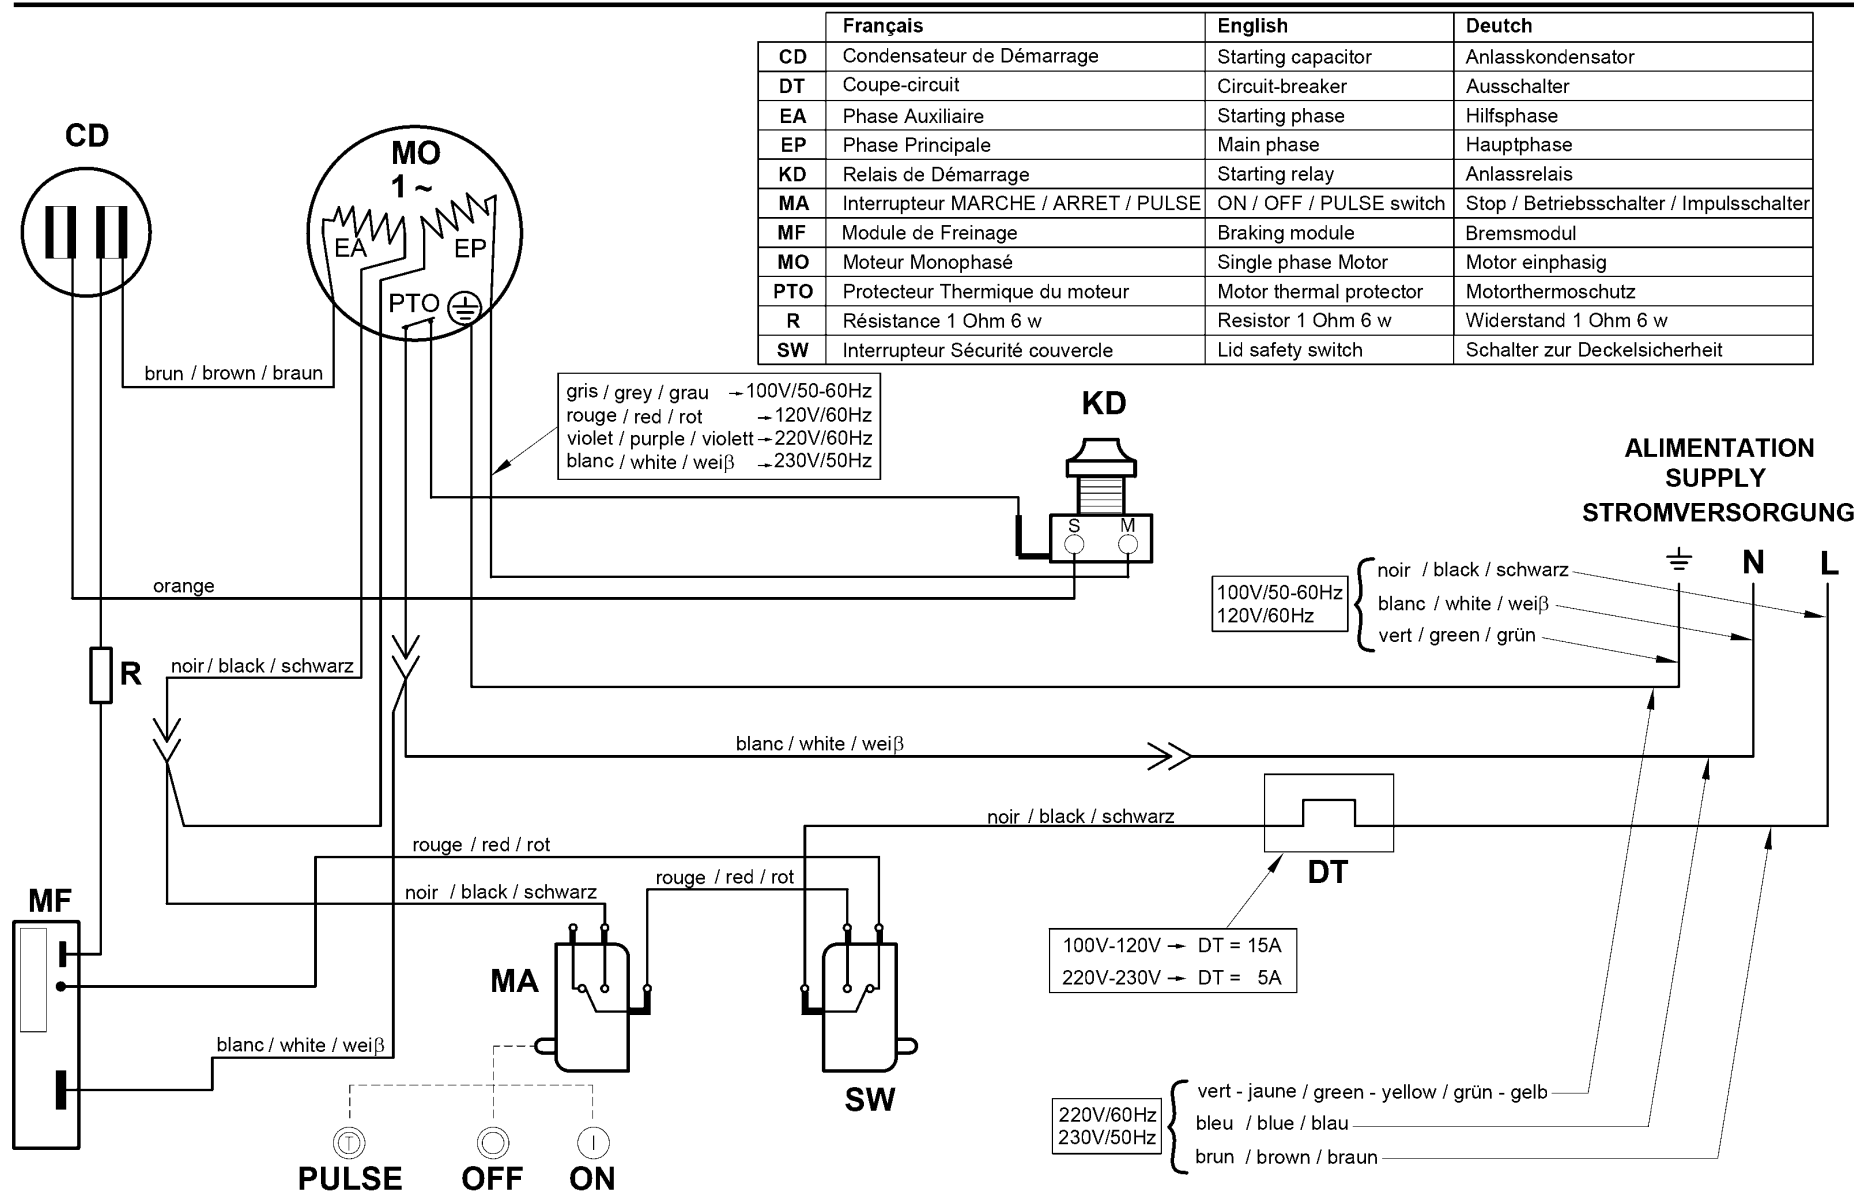 Français English Deutch
CD Condensateur de Démarrage Starting capacitor Anlasskondensator
DT Coupe-circuit Circuit-breaker Ausschalter
EA Phase Auxiliaire Starting phase Hilfsphase
EP Phase Principale Main phase Hauptphase
KD Relais de Démarrage Starting relay Anlassrelais
MA Interrupteur MARCHE / ARRET / PULSE ON / OFF / PULSE switch Stop / Betriebsschalter / Impulsschalter
MF Module de Freinage Braking module Bremsmodul
MO Moteur Monophasé Single phase Motor Motor einphasig
PTO Protecteur Thermique du moteur Motor thermal protector Motorthermoschutz
R Résistance 1 Ohm 6 w Resistor 1 Ohm 6 w Widerstand 1 Ohm 6 w
SW Interrupteur Sécurité couvercle Lid safety switch Schalter zur Deckelsicherheit
CD
MO
1 ~
EA
EP
PTO
brun / brown / braun
gris / grey / grau → 100V/50-60Hz
rouge / red / rot → 120V/60Hz
violet / purple / violett → 220V/60Hz
blanc / white / weiβ → 230V/50Hz
KD
S M
ALIMENTATION
SUPPLY
STROMVERSORGUNG
N L
100V/50-60Hz
120V/60Hz
noir / black / schwarz
blanc / white / weiβ
vert / green / grün
orange
R
noir / black / schwarz
blanc / white / weiβ
noir / black / schwarz
DT
rouge / red / rot
rouge / red / rot
noir / black / schwarz
MF
MA
100V-120V → DT = 15A
220V-230V → DT = 5A
blanc / white / weiβ
SW
220V/60Hz
230V/50Hz
vert - jaune / green - yellow / grün - gelb
bleu / blue / blau
brun / brown / braun
T I
PULSE OFF ON